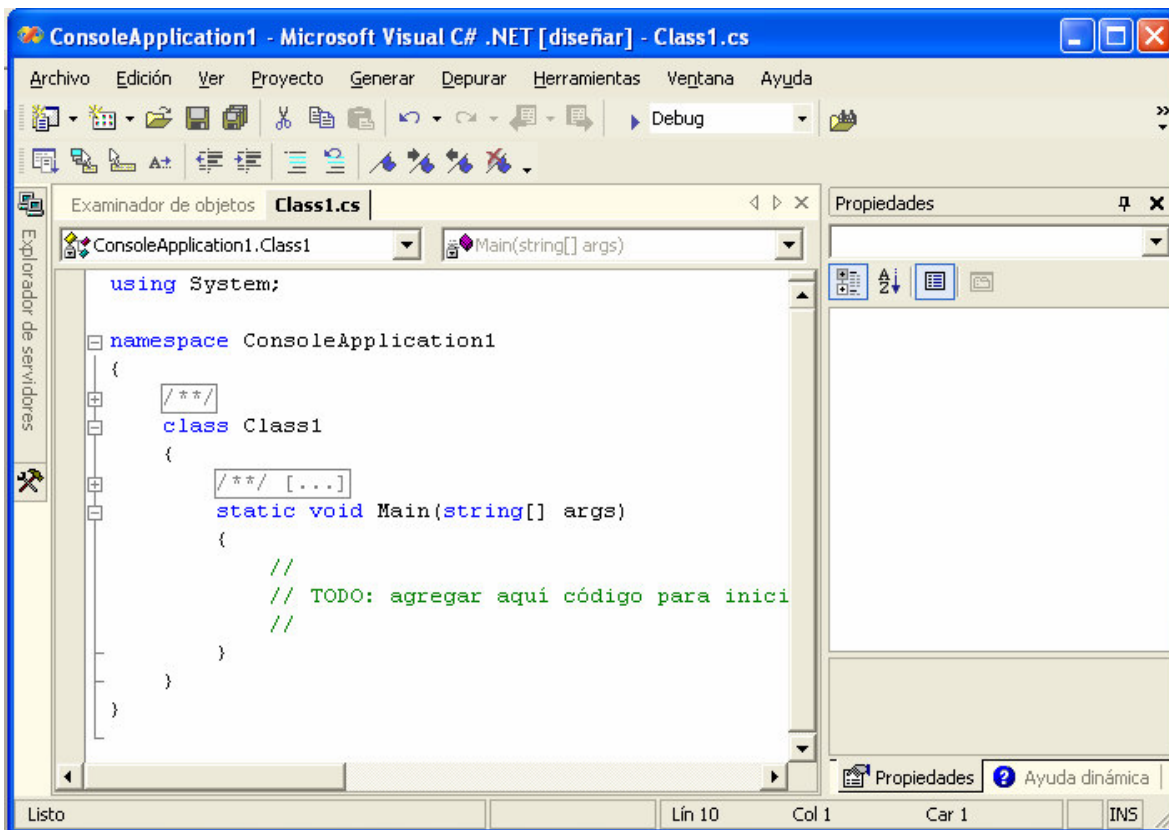 ConsoleApplication1 - Microsoft Visual C# .NET [diseñar] - Class1.cs
Archivo Edición Ver Proyecto Generar Depurar Herramientas Ventana Ayuda
Debug
Examinador de objetos Class1.cs
Propiedades
ConsoleApplication1.Class1
Main(string[] args)
Explorador de servidores
using System;
namespace ConsoleApplication1
{
/**/
class Class1
{
/**/ [...]
static void Main(string[] args)
{
//
// TODO: agregar aquí código para inici
//
}
}
}
Propiedades Ayuda dinámica
Listo Lín 10 Col 1 Car 1 INS